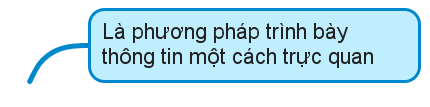 Là phương pháp trình bày
thông tin một cách trực quan